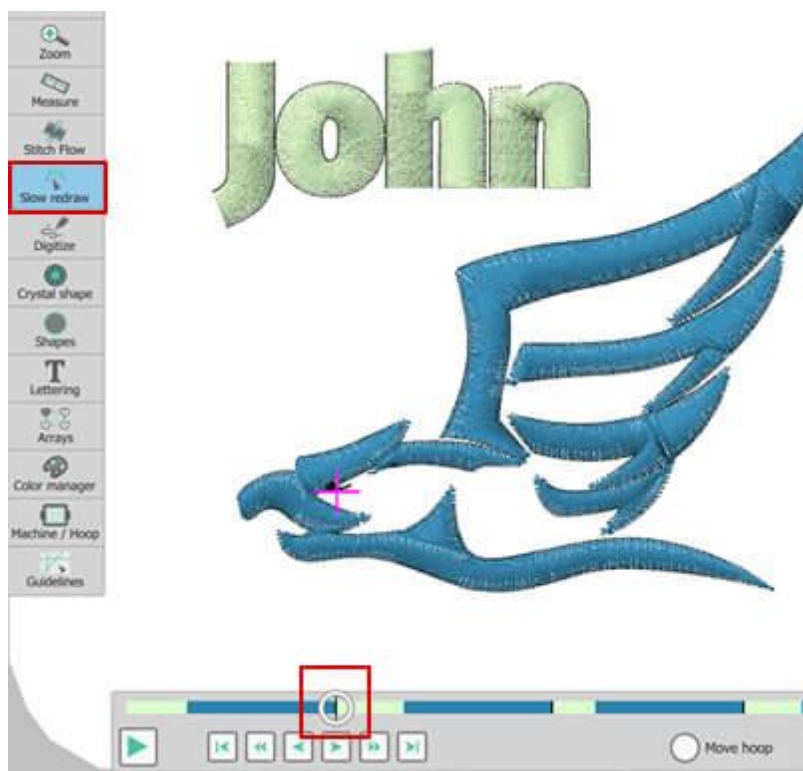 Zoom
Measure
Stitch Flow
Slow redraw
Digitize
Crystal shape
Shapes
T
Lettering
Arrays
Color manager
Machine / Hoop
Guidelines
John
Move hoop